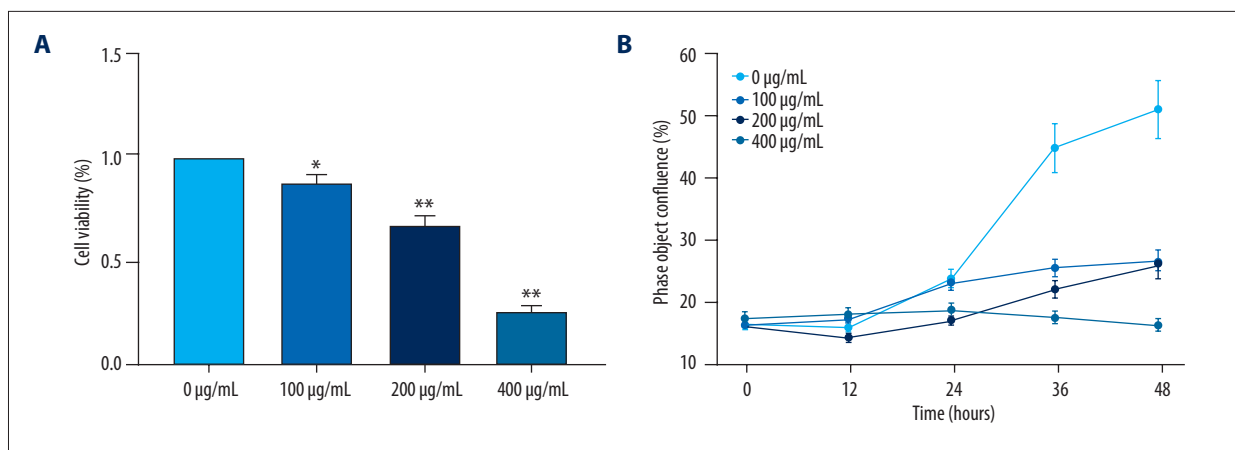 A
1.5
1.0
0.5
0.0
Cell viability (%)
*
**
**
0 µg/mL
100 µg/mL
200 µg/mL
400 µg/mL
B
60
50
40
30
20
10
Phase object confluence (%)
0 µg/mL
100 µg/mL
200 µg/mL
400 µg/mL
0
12
24
36
48
Time (hours)